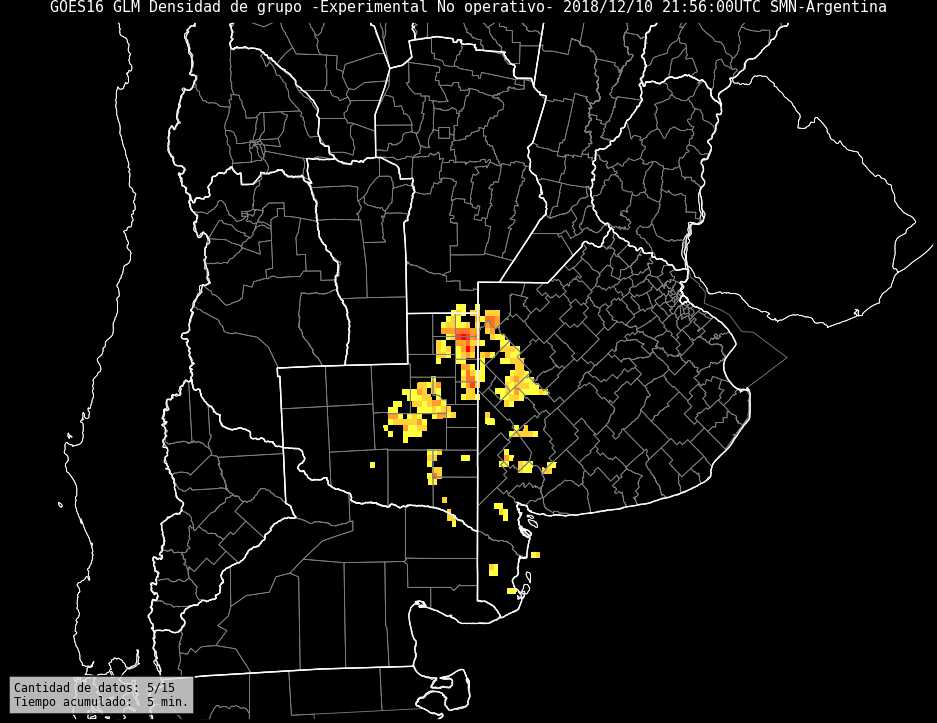 GOES16 GLM Densidad de grupo -Experimental No operativo- 2018/12/10 21:56:00UTC SMN-Argentina
Cantidad de datos: 5/15
Tiempo acumulado:  5 min.